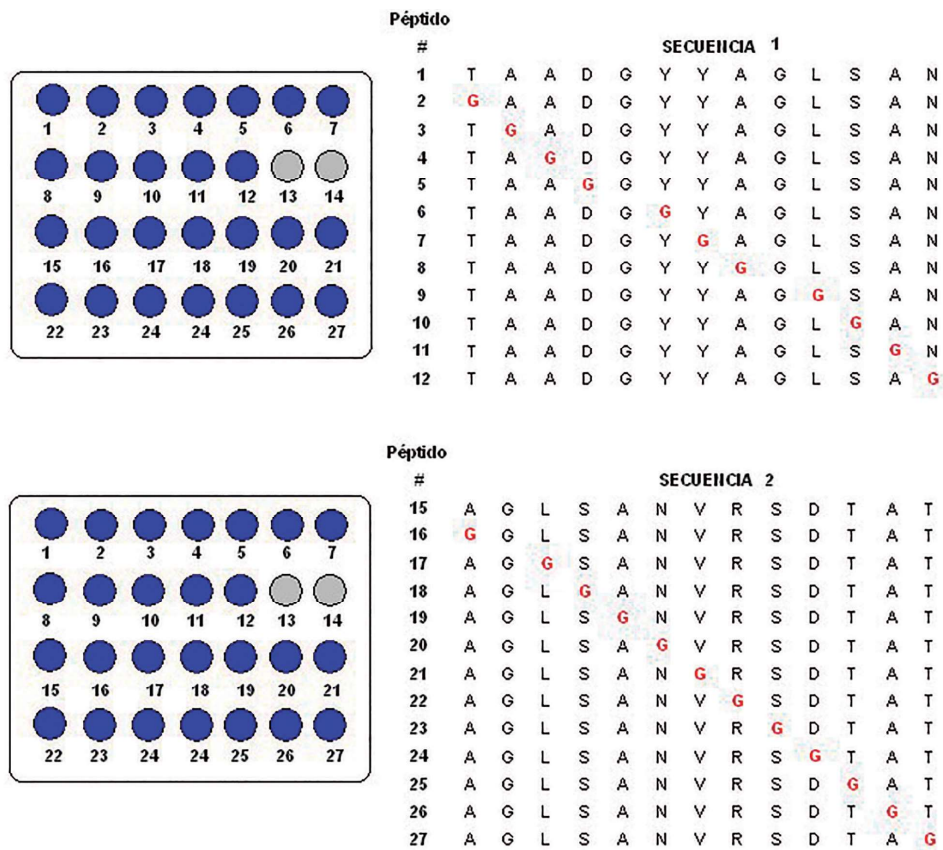 Péptido
#
SECUENCIA 1
1 T A A D G Y Y A G L S A N
2 G A A D G Y Y A G L S A N
3 T G A D G Y Y A G L S A N
4 T A G D G Y Y A G L S A N
5 T A A G G Y Y A G L S A N
6 T A A D G G Y A G L S A N
7 T A A D G Y G A G L S A N
8 T A A D G Y Y G G L S A N
9 T A A D G Y Y A G G S A N
10 T A A D G Y Y A G L G A N
11 T A A D G Y Y A G L S G N
12 T A A D G Y Y A G L S A G
1 2 3 4 5 6 7
8 9 10 11 12 13 14
15 16 17 18 19 20 21
22 23 24 24 25 26 27
Péptido
#
SECUENCIA 2
15 A G L S A N V R S D T A T
16 G G L S A N V R S D T A T
17 A G G S A N V R S D T A T
18 A G L G A N V R S D T A T
19 A G L S G N V R S D T A T
20 A G L S A G V R S D T A T
21 A G L S A N G R S D T A T
22 A G L S A N V G S D T A T
23 A G L S A N V R G D T A T
24 A G L S A N V R S G T A T
25 A G L S A N V R S D G A T
26 A G L S A N V R S D T G T
27 A G L S A N V R S D T A G
1 2 3 4 5 6 7
8 9 10 11 12 13 14
15 16 17 18 19 20 21
22 23 24 24 25 26 27